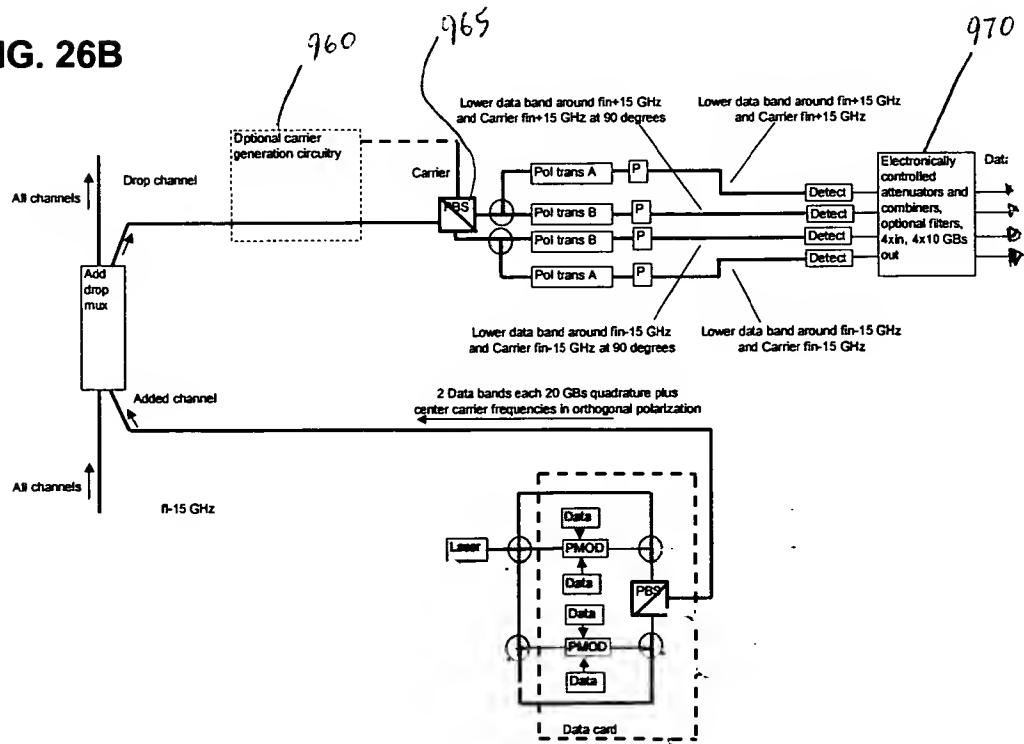 IG. 26B
960
965
970
Optional carrier
generation circuitry
Lower data band around fin+15 GHz
and Carrier fin+15 GHz at 90 degrees
Lower data band around fin+15 GHz
and Carrier fin+15 GHz
All channels
Drop channel
Carrier
PBS
Pol trans A
P
Pol trans B
P
Pol trans B
P
Pol trans A
P
Detect
Detect
Detect
Detect
Electronically
controlled
attenuators and
combiners,
optional filters,
4xin, 4x10 GBs
out
Data
Add
drop
mux
Lower data band around fin-15 GHz
and Carrier fin-15 GHz at 90 degrees
Lower data band around fin-15 GHz
and Carrier fin-15 GHz
Added channel
2 Data bands each 20 GBs quadrature plus
center carrier frequencies in orthogonal polarization
All channels
fi-15 GHz
Laser
Data
PMOD
Data
PBS
Data
PMOD
Data
Data card